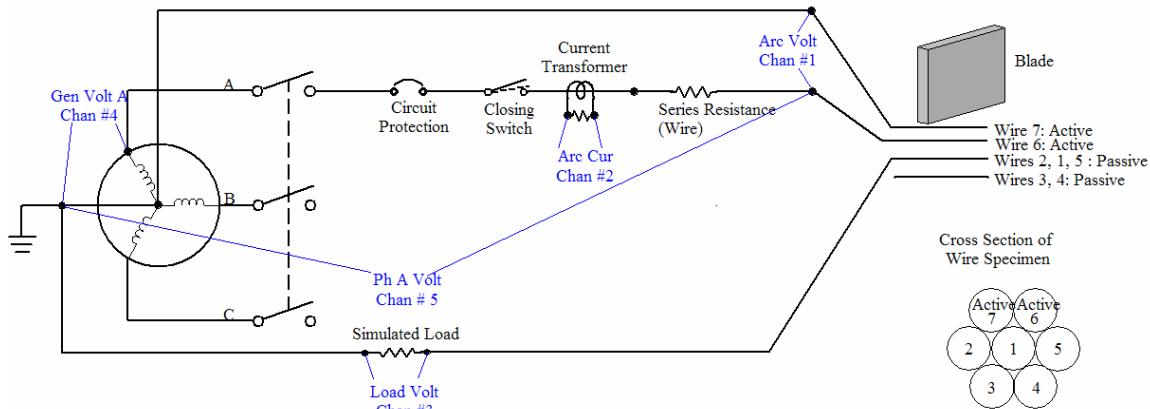 Arc Volt
Chan #1
Current
Transformer
Blade
Gen Volt A
Chan #4
A
Circuit
Protection
Closing
Switch
Series Resistance
(Wire)
Arc Cur
Chan #2
Wire 7: Active
Wire 6: Active
Wires 2, 1, 5 : Passive
Wires 3, 4: Passive
B
Cross Section of
Wire Specimen
Ph A Volt
Chan # 5
C
Simulated Load
Load Volt
Chan #3
Active Active
7 6
2 1 5
3 4